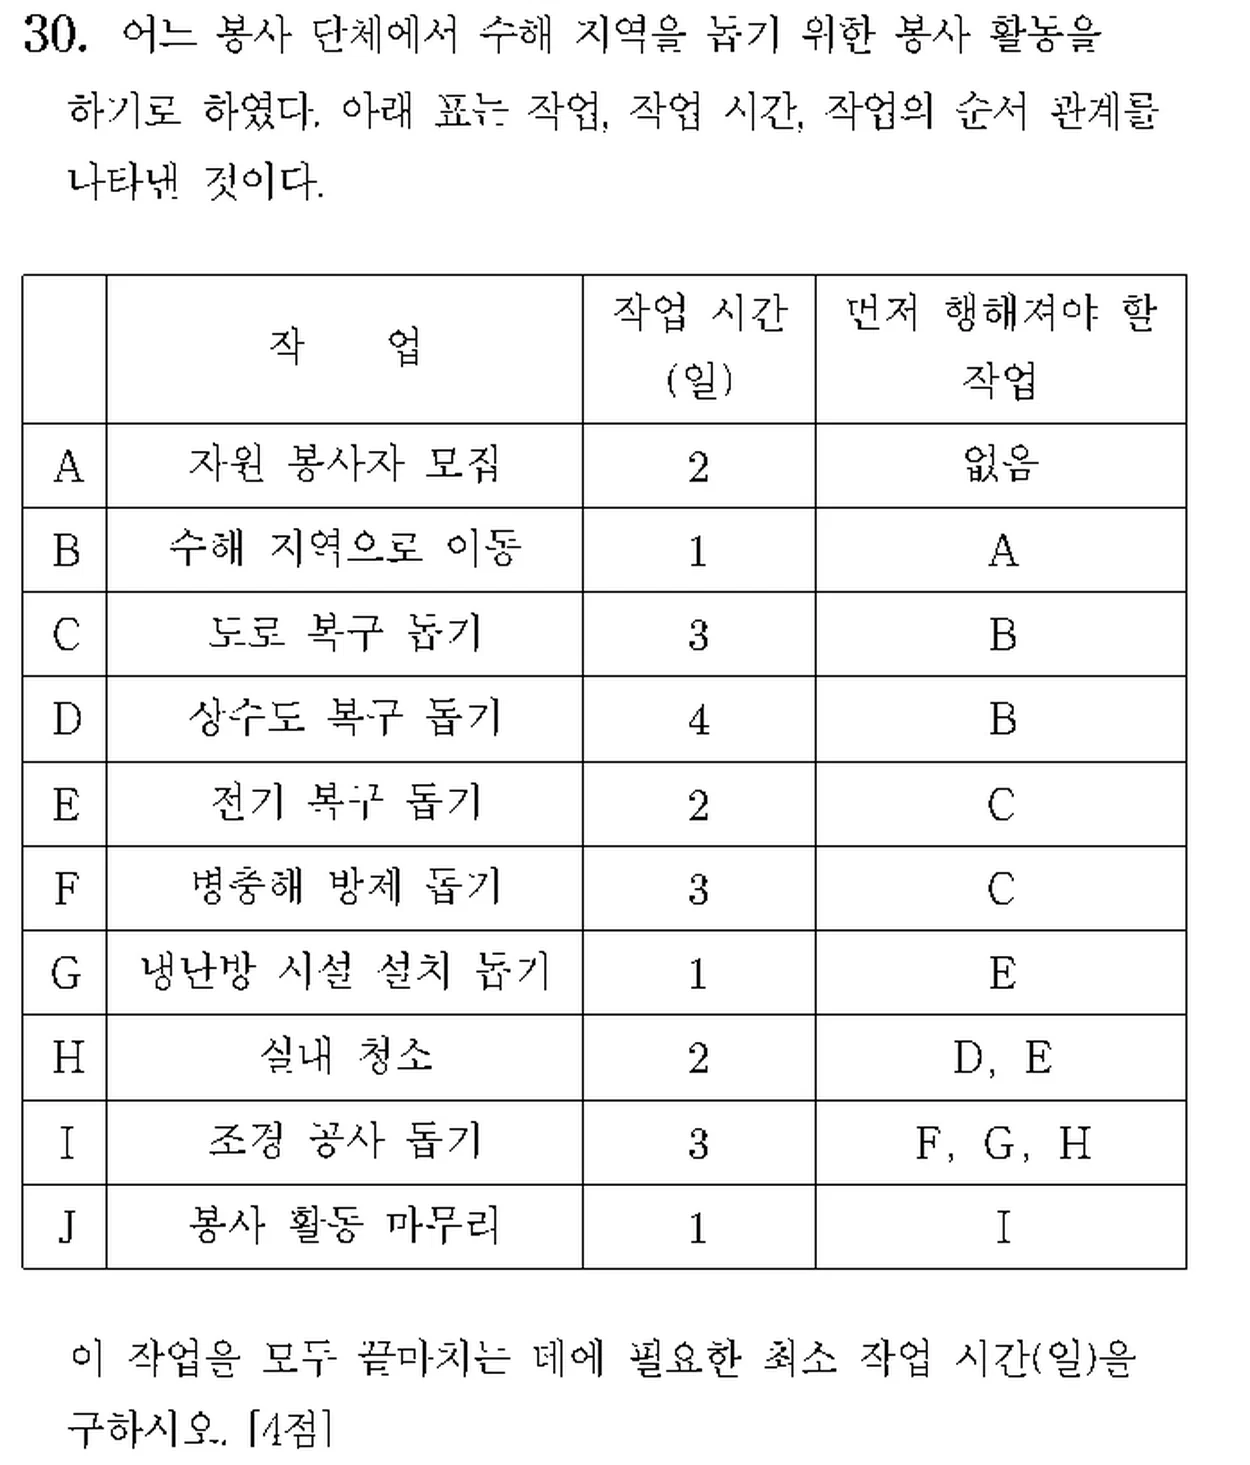 30. 어느 봉사 단체에서 수해 지역을 돕기 위한 봉사 활동을
하기로 하였다. 아래 표는 작업, 작업 시간, 작업의 순서 관계를
나타낸 것이다.
작 업 작업 시간 (일) 먼저 행해져야 할 작업
A 자원 봉사자 모집 2 없음
B 수해 지역으로 이동 1 A
C 도로 복구 돕기 3 B
D 상수도 복구 돕기 4 B
E 전기 복구 돕기 2 C
F 병충해 방제 돕기 3 C
G 냉난방 시설 설치 돕기 1 E
H 실내 청소 2 D, E
I 조경 공사 돕기 3 F, G, H
J 봉사 활동 마무리 1 I
이 작업을 모두 끝마치는 데에 필요한 최소 작업 시간(일)을
구하시오. [4점]